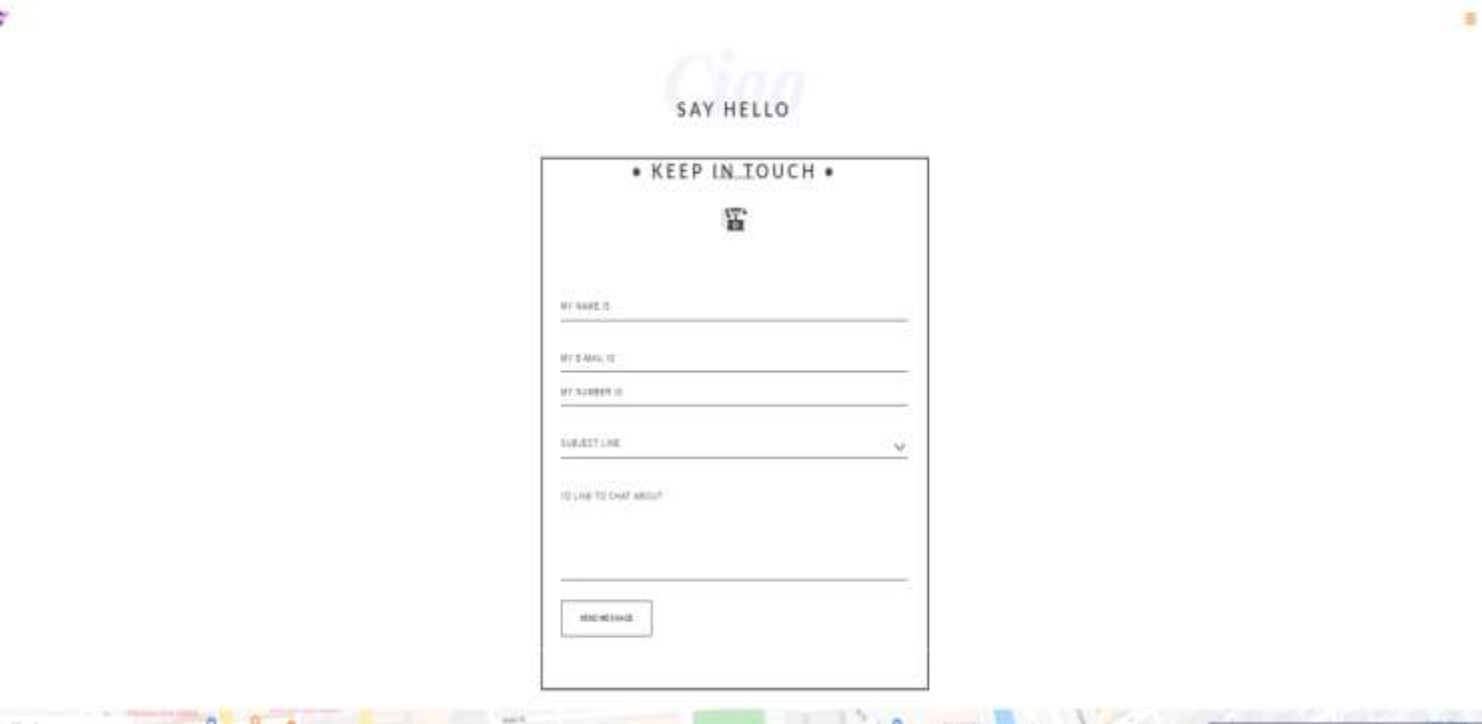 Ciao
SAY HELLO
• KEEP IN TOUCH •
MY NAME IS
MY E-MAIL IS
MY NUMBER IS
SUBJECT LINE
I'D LIKE TO CHAT ABOUT
SEND MESSAGE